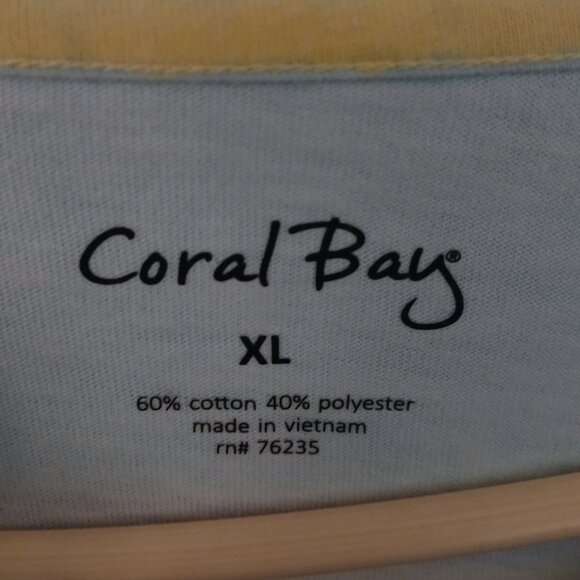 Coral Bay®
XL
60% cotton 40% polyester
made in vietnam
rn# 76235